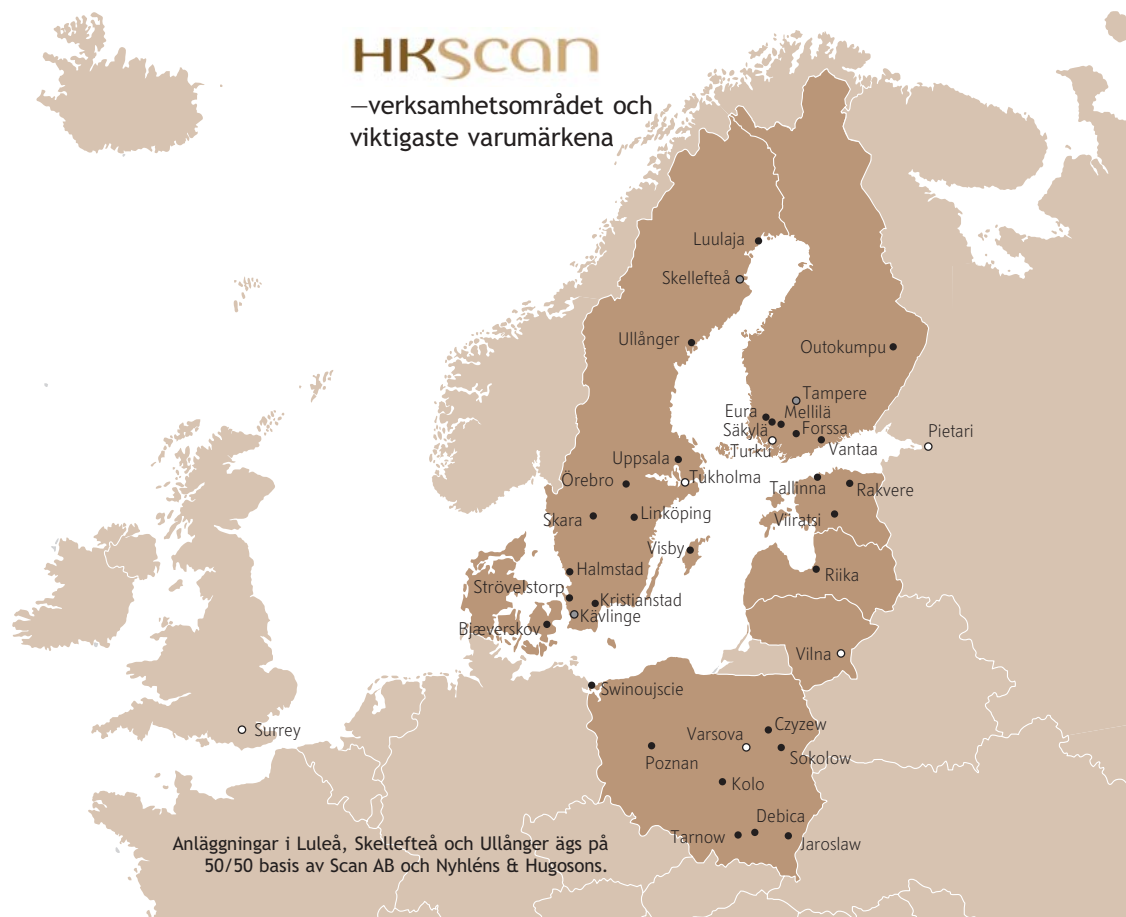 HKSCAN
—verksamhetsområdet och
viktigaste varumärkena
Luulaja
Skellefteå
Ullånger
Outokumpu
Tampere
Eura
Mellilä
Säkylä
Forssa
Turku
Vantaa
Pietari
Uppsala
Tukholma
Örebro
Tallinna
Rakvere
Skara
Linköping
Viiratsi
Visby
Halmstad
Riika
Strövelstorp
Kristianstad
Kävlinge
Bjæverskov
Vilna
Swinoujscie
Surrey
Czyzew
Varsova
Sokolow
Poznan
Kolo
Debica
Tarnow
Jaroslaw
Anläggningar i Luleå, Skellefteå och Ullånger ägs på
50/50 basis av Scan AB och Nyhléns & Hugosons.